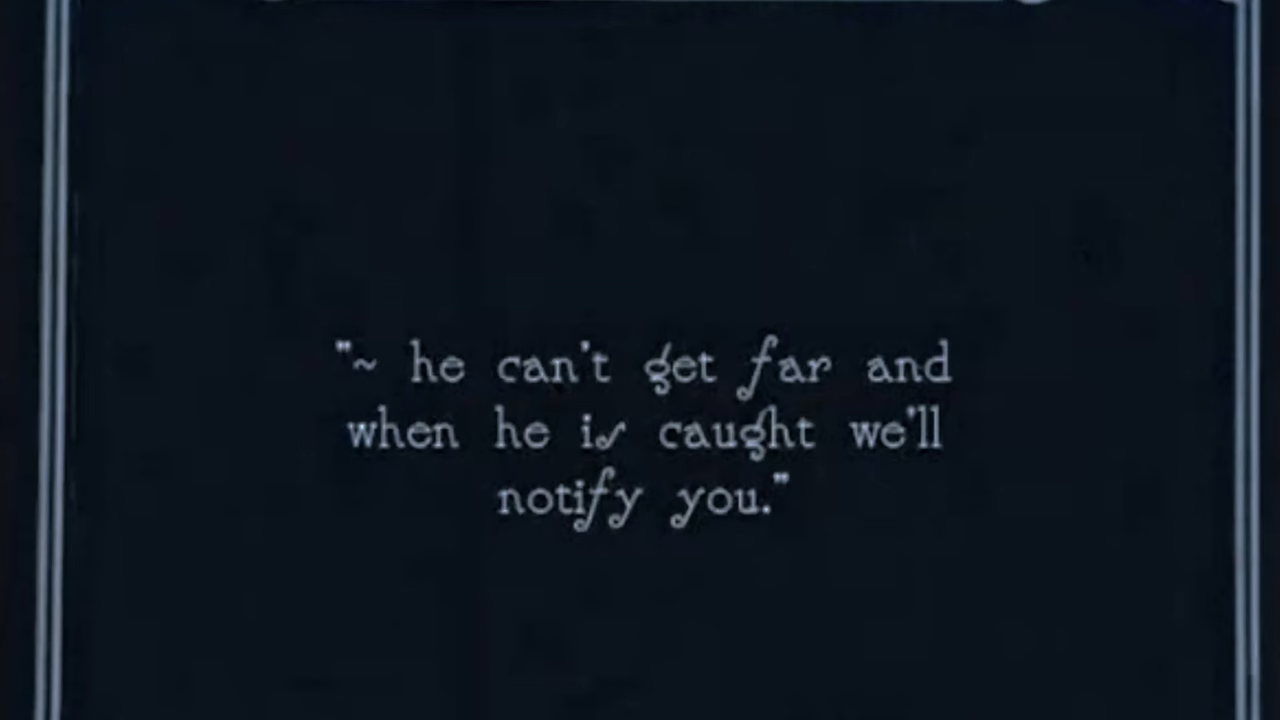 "~ he can't get far and
when he is caught we'll
notify you."